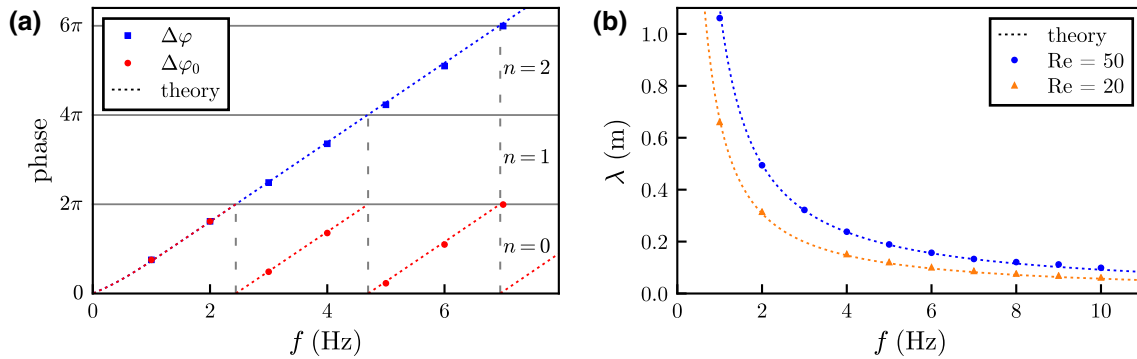 (a)
phase
6π
4π
2π
0
Δφ
Δφ₀
theory
n = 2
n = 1
n = 0
0 2 4 6
f (Hz)
(b)
λ (m)
1.0
0.8
0.6
0.4
0.2
0.0
theory
Re = 50
Re = 20
0 2 4 6 8 10
f (Hz)